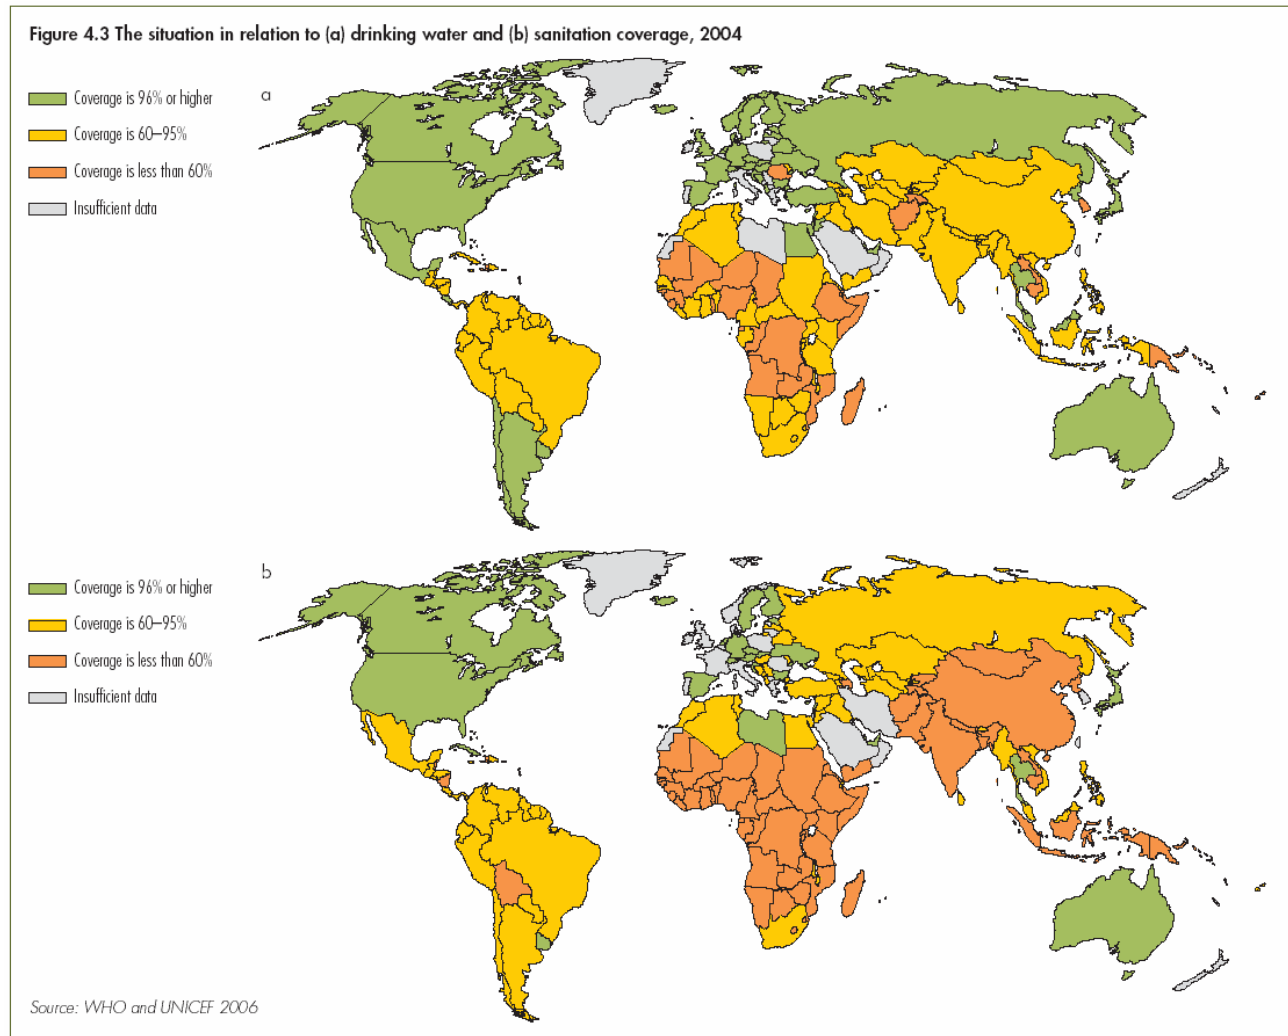 Figure 4.3 The situation in relation to (a) drinking water and (b) sanitation coverage, 2004
a
Coverage is 96% or higher
Coverage is 60–95%
Coverage is less than 60%
Insufficient data
b
Coverage is 96% or higher
Coverage is 60–95%
Coverage is less than 60%
Insufficient data
Source: WHO and UNICEF 2006